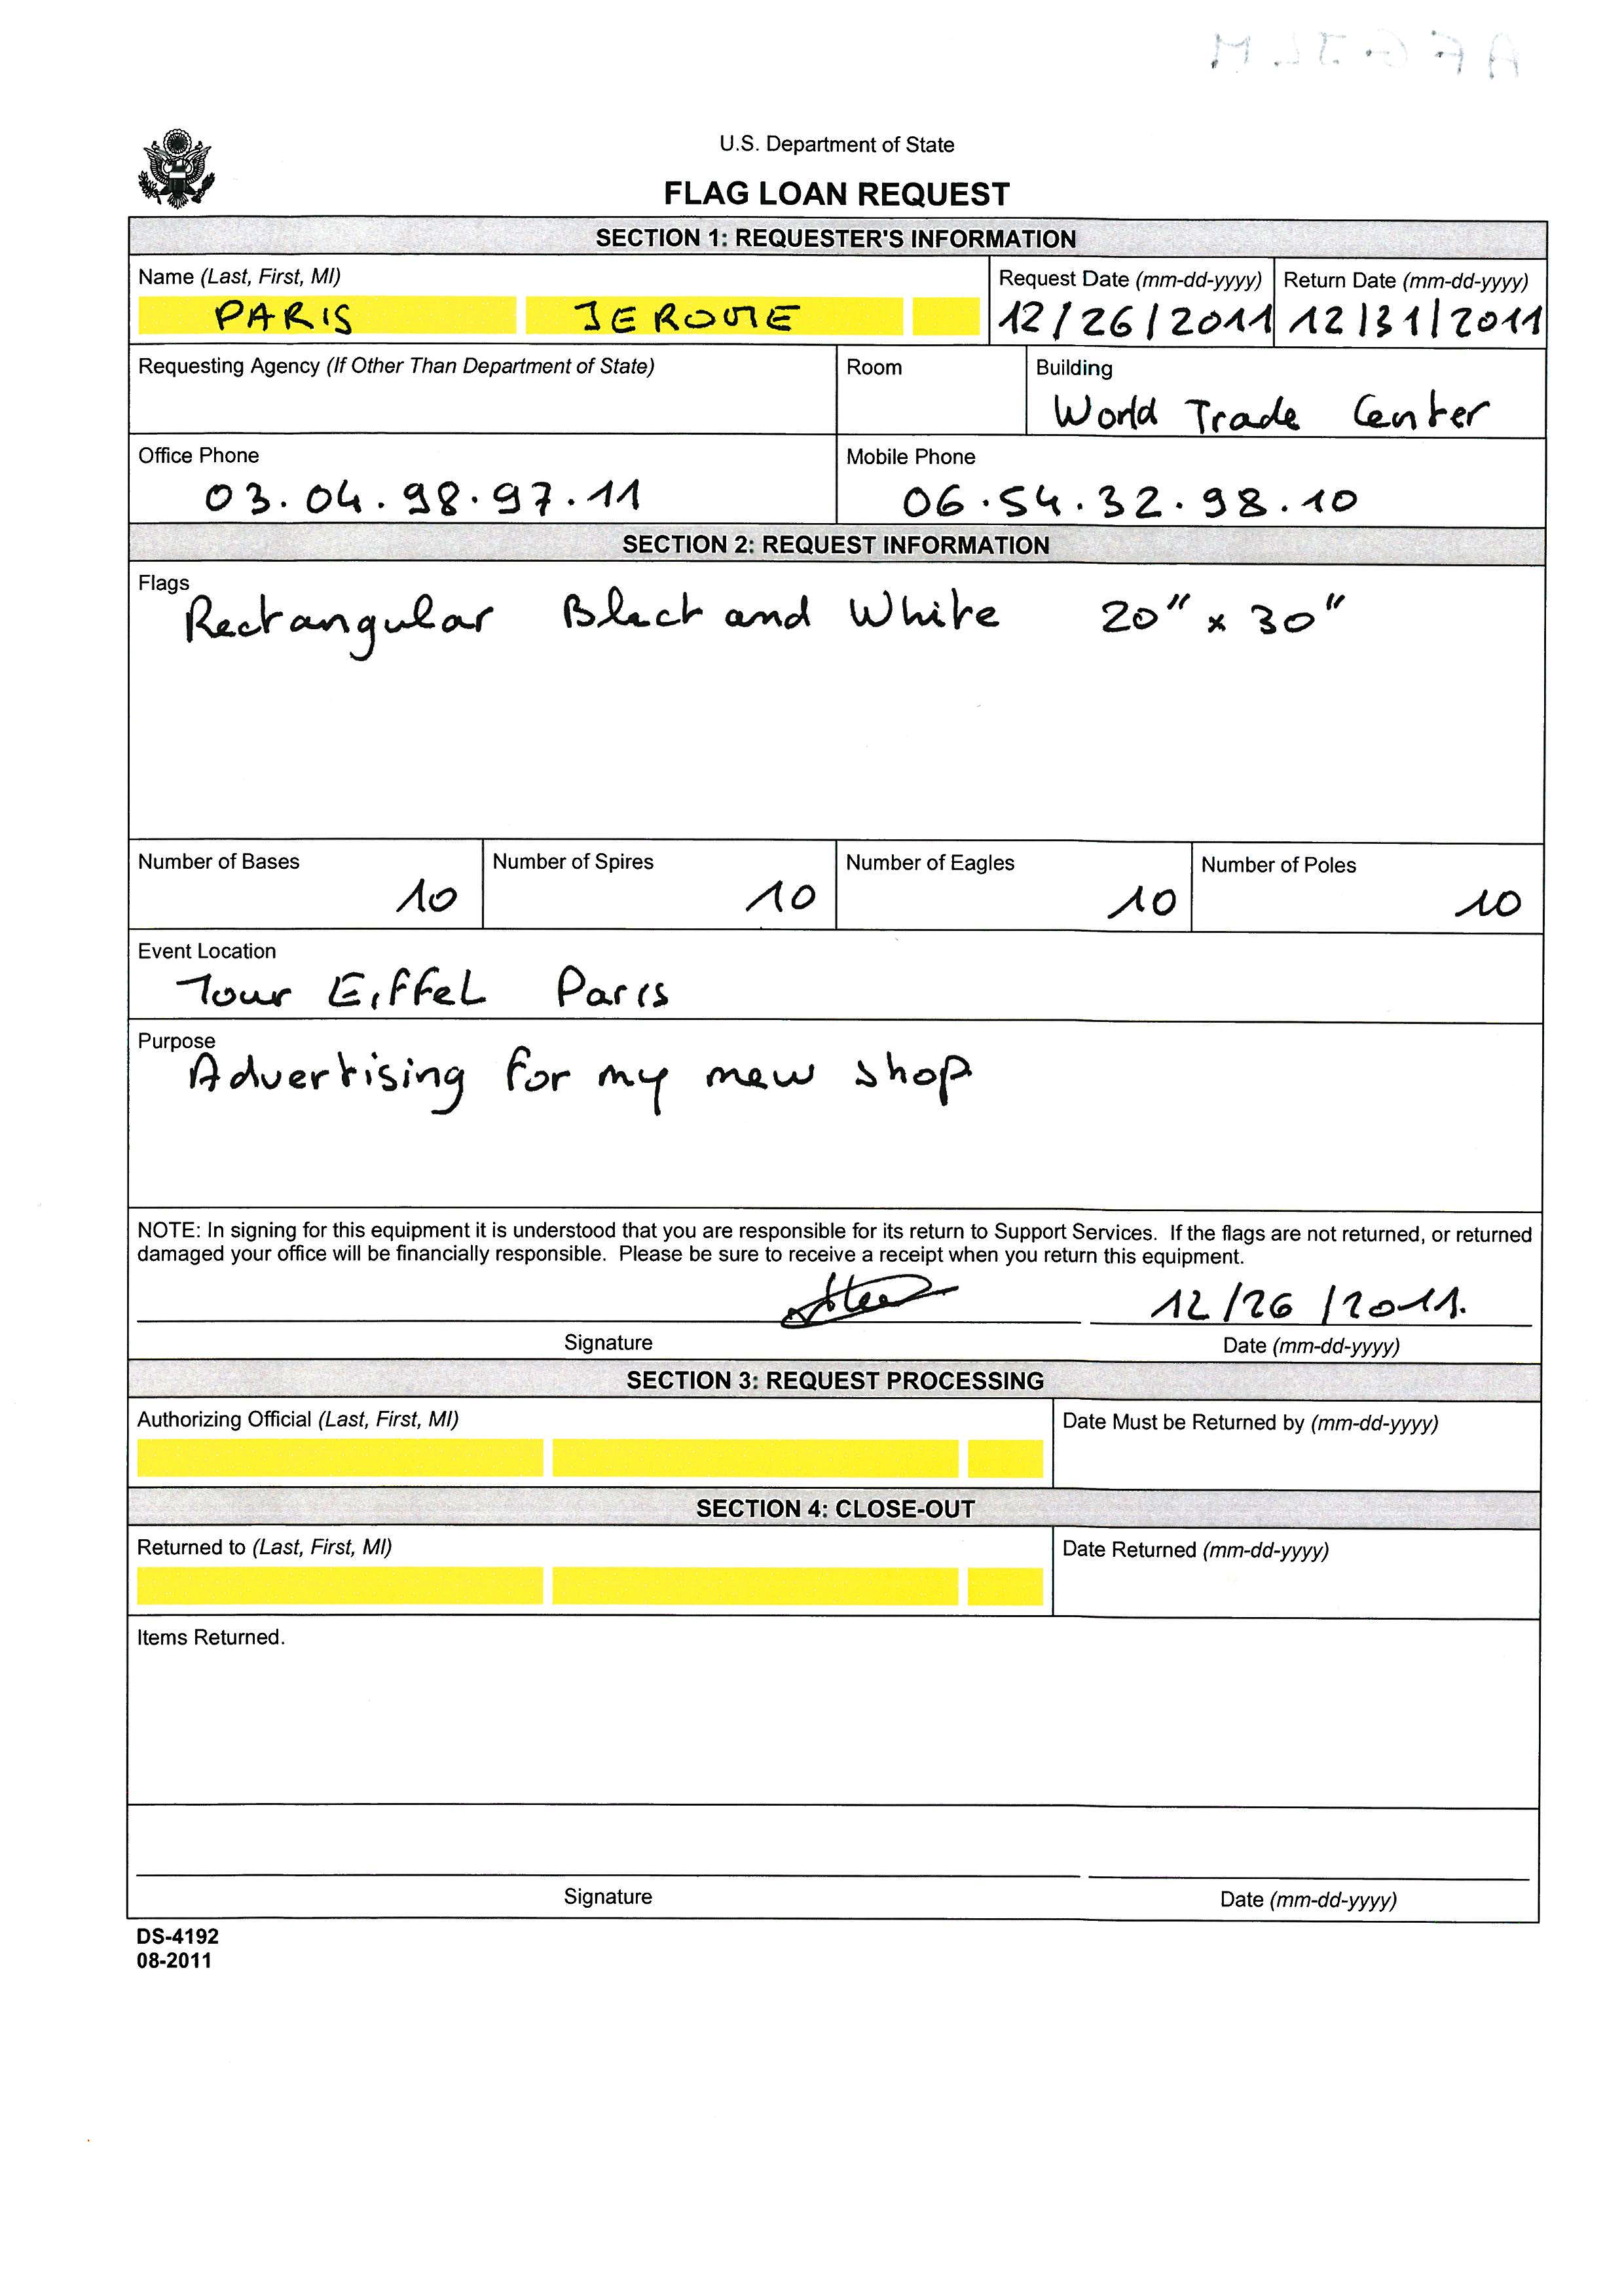 U.S. Department of State
FLAG LOAN REQUEST
SECTION 1: REQUESTER'S INFORMATION
Name (Last, First, MI)
PARIS JEROME
Request Date (mm-dd-yyyy)
12/26/2011
Return Date (mm-dd-yyyy)
12/31/2011
Requesting Agency (If Other Than Department of State)
Room
Building
World Trade Center
Office Phone
03.04.98.97.11
Mobile Phone
06.54.32.98.10
SECTION 2: REQUEST INFORMATION
Flags
Rectangular Black and White 20" x 30"
Number of Bases
10
Number of Spires
10
Number of Eagles
10
Number of Poles
10
Event Location
Tour Eiffel Paris
Purpose
Advertising for my new shop
NOTE: In signing for this equipment it is understood that you are responsible for its return to Support Services. If the flags are not returned, or returned
damaged your office will be financially responsible. Please be sure to receive a receipt when you return this equipment.
12/26/2011.
Signature
Date (mm-dd-yyyy)
SECTION 3: REQUEST PROCESSING
Authorizing Official (Last, First, MI)
Date Must be Returned by (mm-dd-yyyy)
SECTION 4: CLOSE-OUT
Returned to (Last, First, MI)
Date Returned (mm-dd-yyyy)
Items Returned.
Signature
Date (mm-dd-yyyy)
DS-4192
08-2011